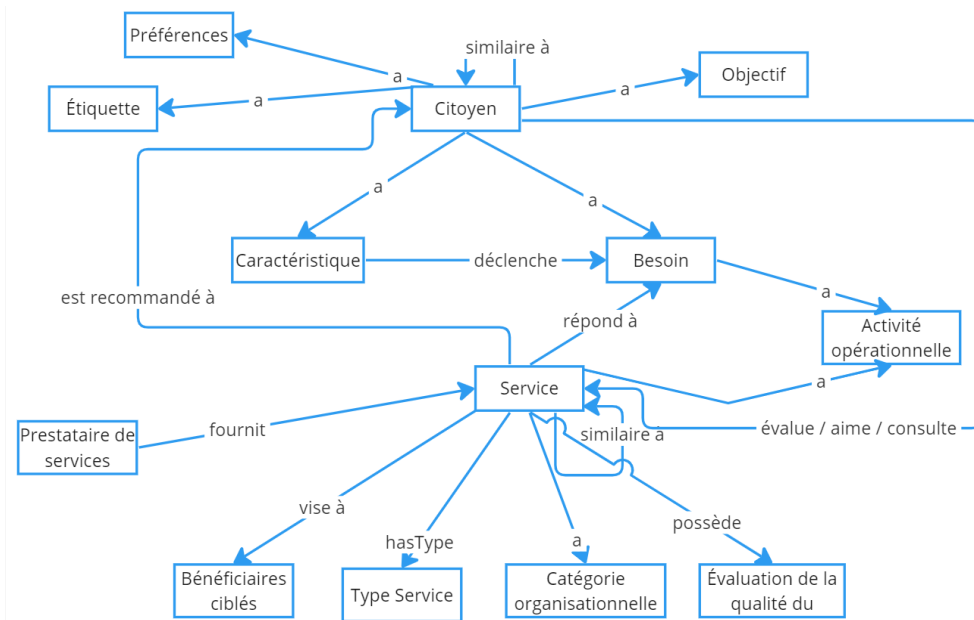 Préférences
similaire à
Objectif
a
a
a
Étiquette
Citoyen
a
a
Caractéristique
déclenche
Besoin
est recommandé à
a
répond à
Activité
opérationnelle
Service
a
Prestataire de
services
fournit
similaire à
évalue / aime / consulte
vise à
possède
hasType
a
Bénéficiaires
ciblés
Type Service
Catégorie
organisationnelle
Évaluation de la
qualité du